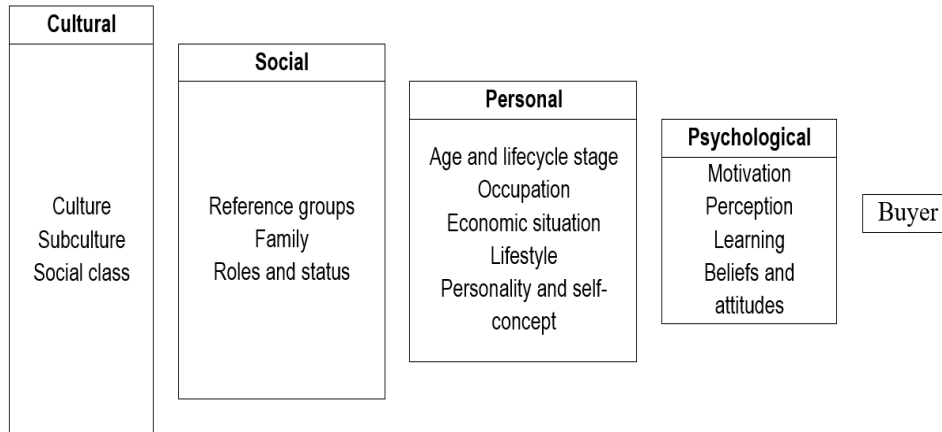 Cultural
Culture
Subculture
Social class
Social
Reference groups
Family
Roles and status
Personal
Age and lifecycle stage
Occupation
Economic situation
Lifestyle
Personality and self-
concept
Psychological
Motivation
Perception
Learning
Beliefs and
attitudes
Buyer